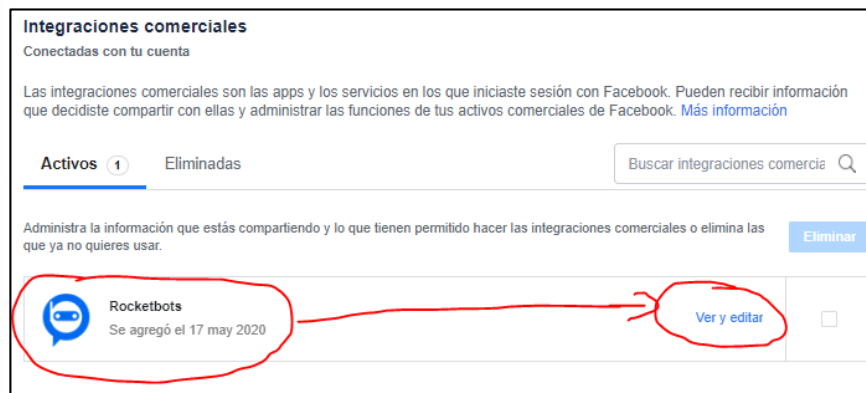 Integraciones comerciales
Conectadas con tu cuenta
Las integraciones comerciales son las apps y los servicios en los que iniciaste sesión con Facebook. Pueden recibir información
que decidiste compartir con ellas y administrar las funciones de tus activos comerciales de Facebook. Más información
Activos 1 Eliminadas Buscar integraciones comercia
Administra la información que estás compartiendo y lo que tienen permitido hacer las integraciones comerciales o elimina las
que ya no quieres usar.
Eliminar
Rocketbots
Se agregó el 17 may 2020
Ver y editar